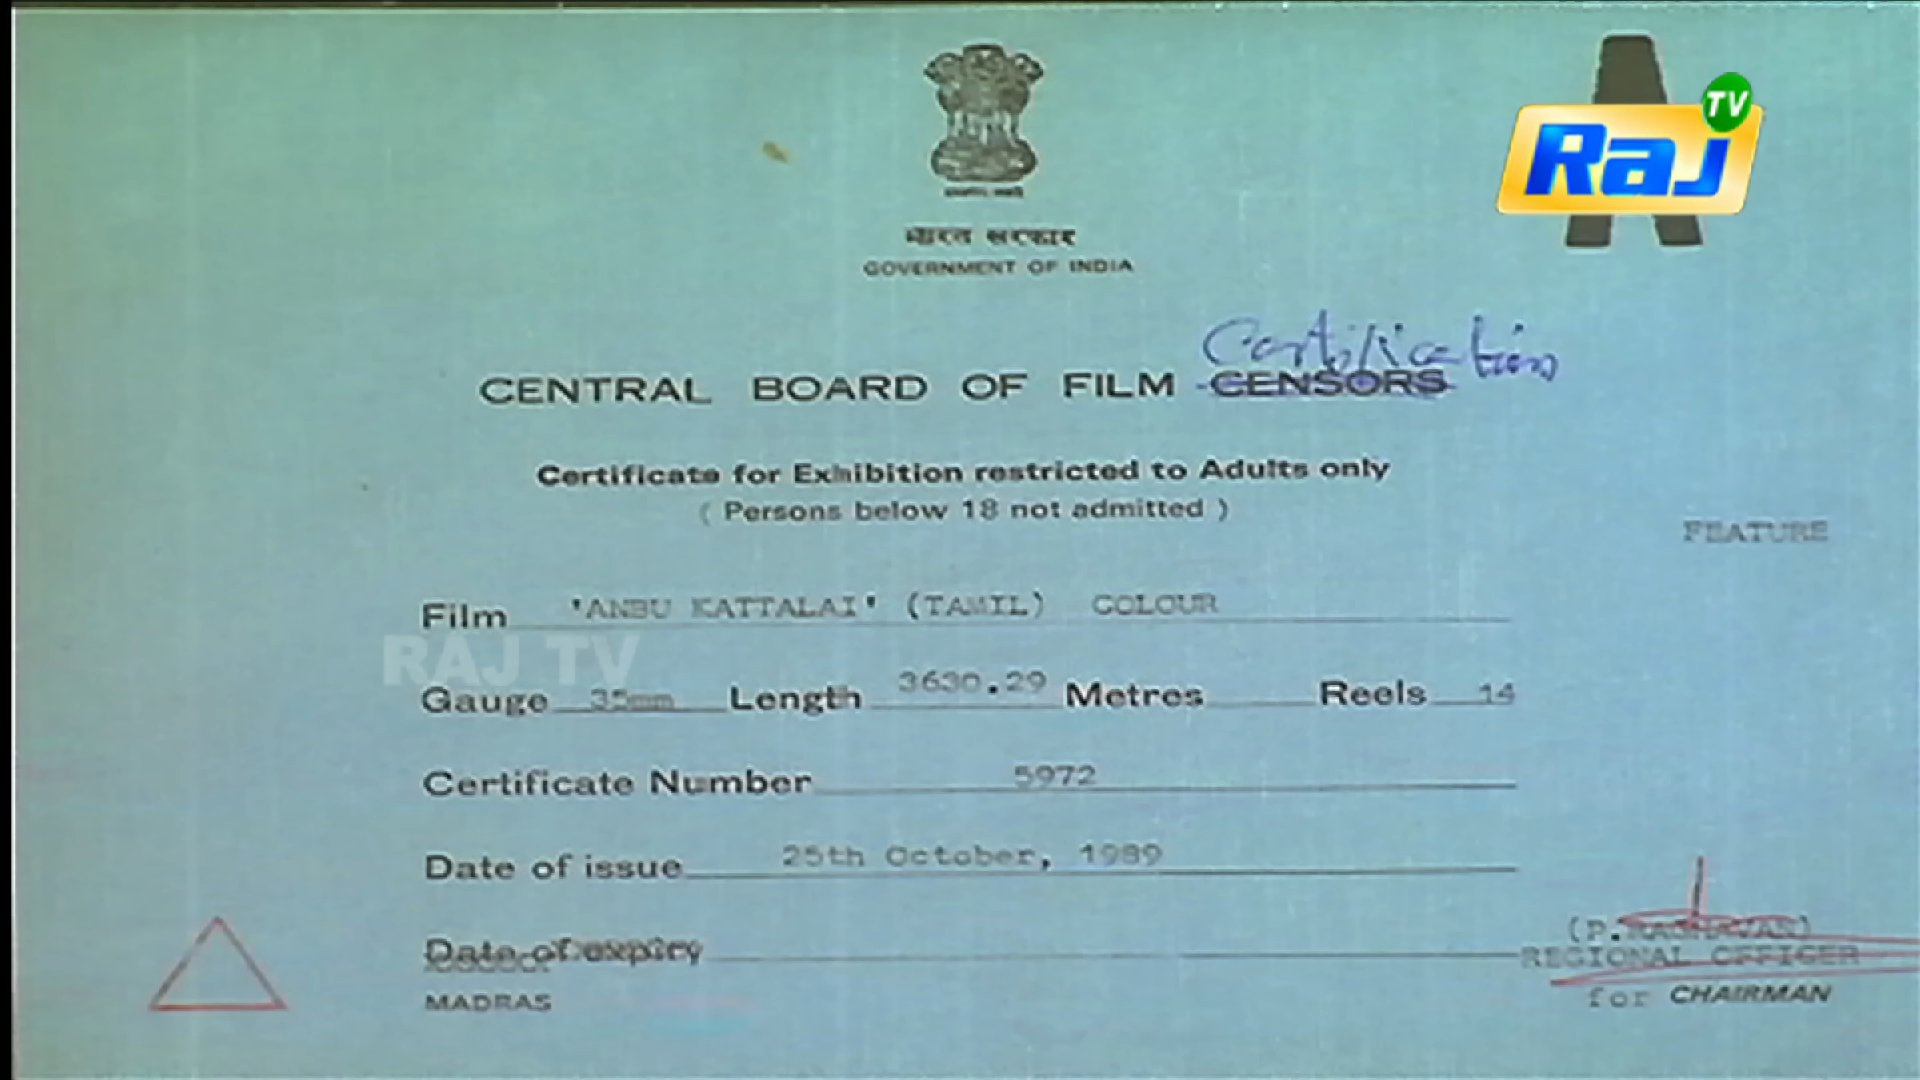 A
Raj TV
भारत सरकार
GOVERNMENT OF INDIA
Certification
CENTRAL BOARD OF FILM CENSORS
Certificate for Exhibition restricted to Adults only
( Persons below 18 not admitted )
FEATURE
Film 'ANBU KATTALAI' (TAMIL) COLOUR
RAJ TV
Gauge 35mm Length 3630.29 Metres Reels 14
Certificate Number 5972
Date of issue 25th October, 1989
Date of expiry
(P.RAGHAVAN)
REGIONAL OFFICER
MADRAS
for CHAIRMAN